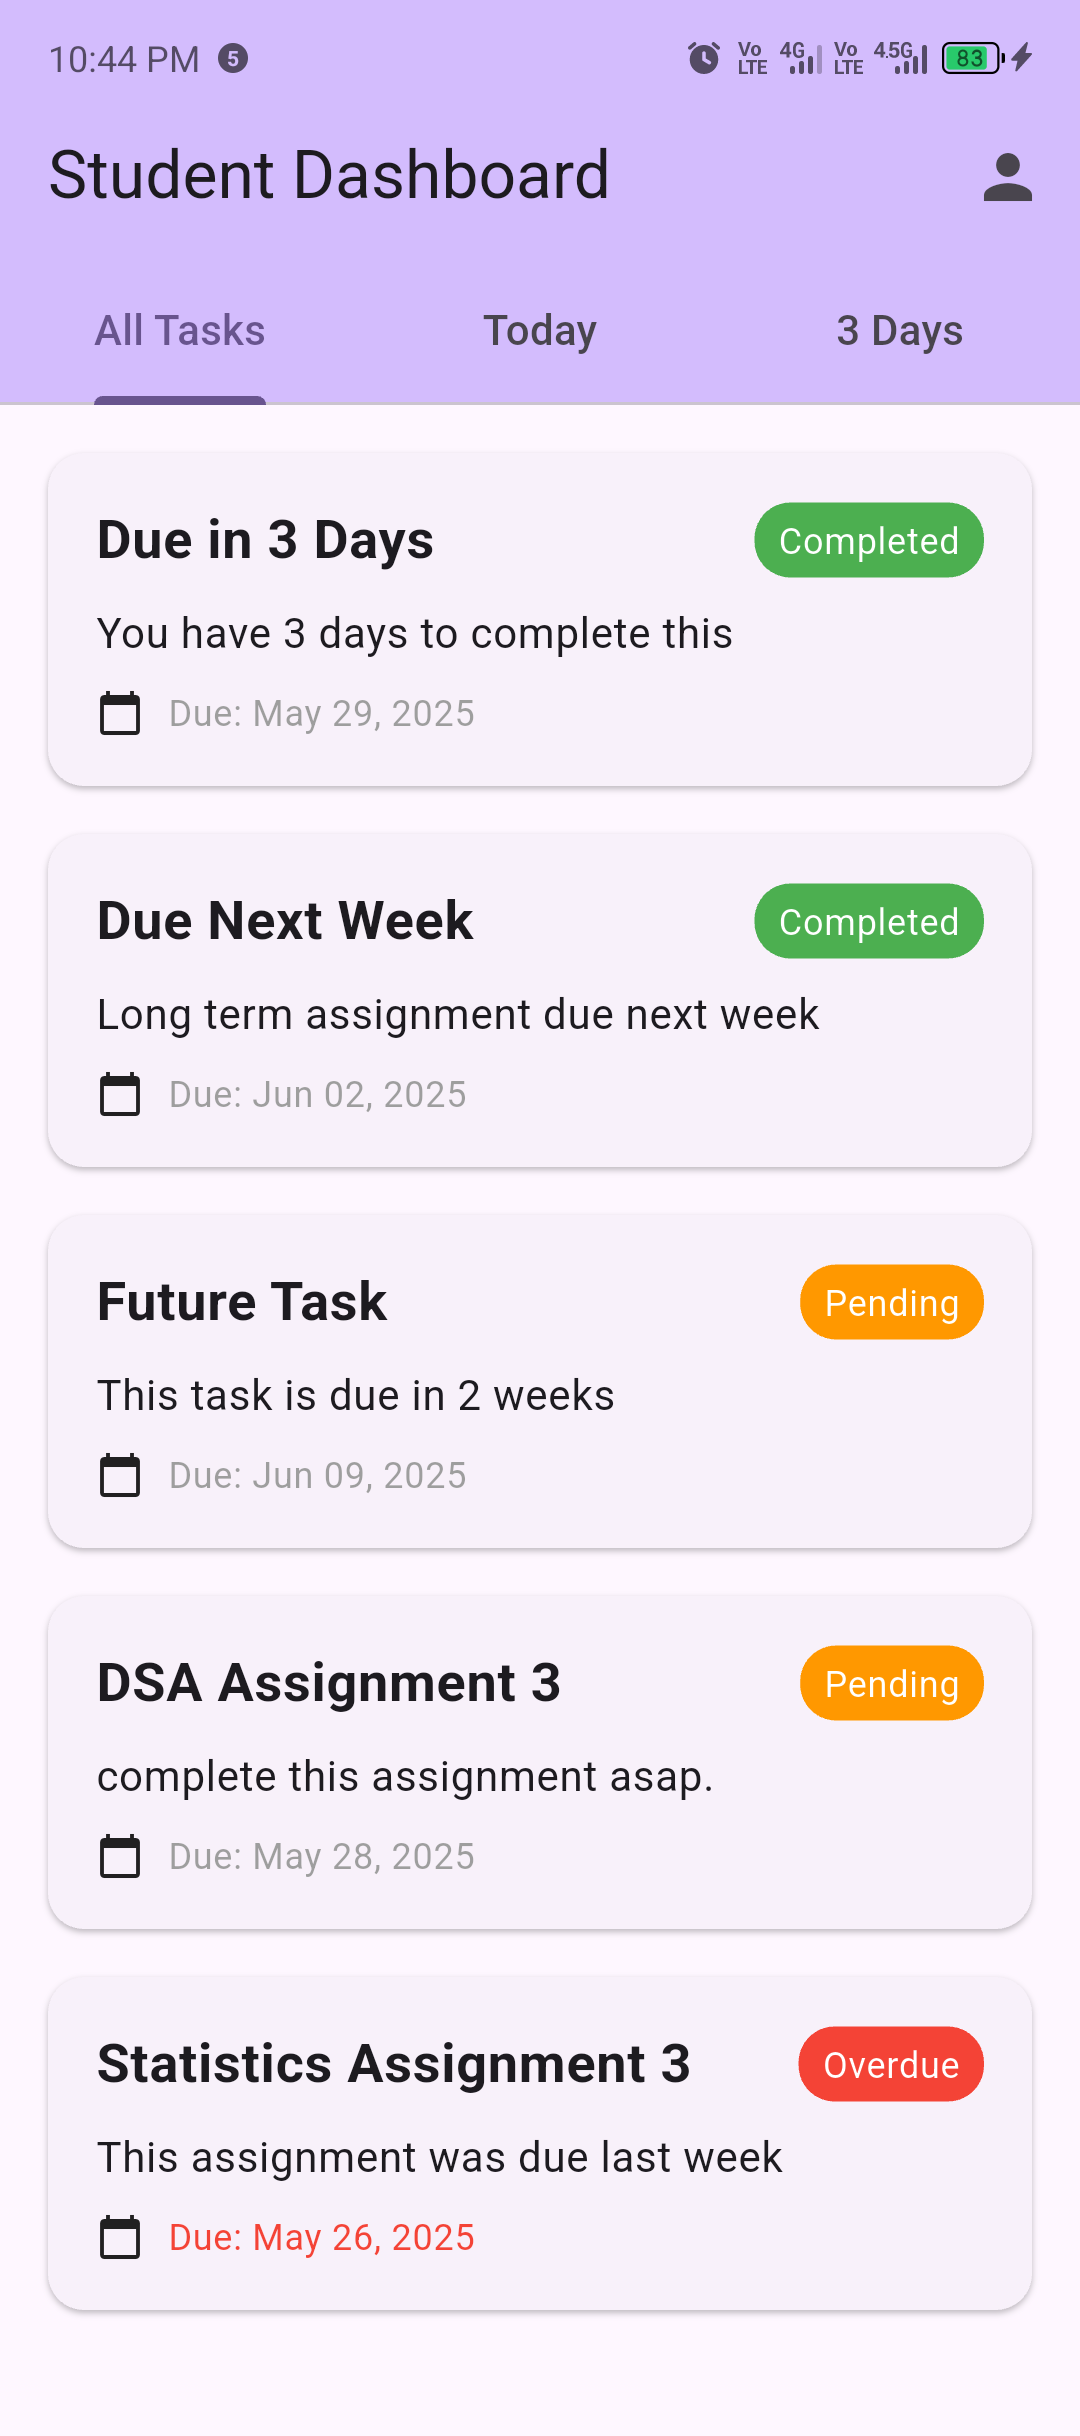 10:44 PM 5 Vo LTE 4G Vo LTE 4.5G 83
Student Dashboard
All Tasks Today 3 Days
Due in 3 Days Completed
You have 3 days to complete this
Due: May 29, 2025
Due Next Week Completed
Long term assignment due next week
Due: Jun 02, 2025
Future Task Pending
This task is due in 2 weeks
Due: Jun 09, 2025
DSA Assignment 3 Pending
complete this assignment asap.
Due: May 28, 2025
Statistics Assignment 3 Overdue
This assignment was due last week
Due: May 26, 2025